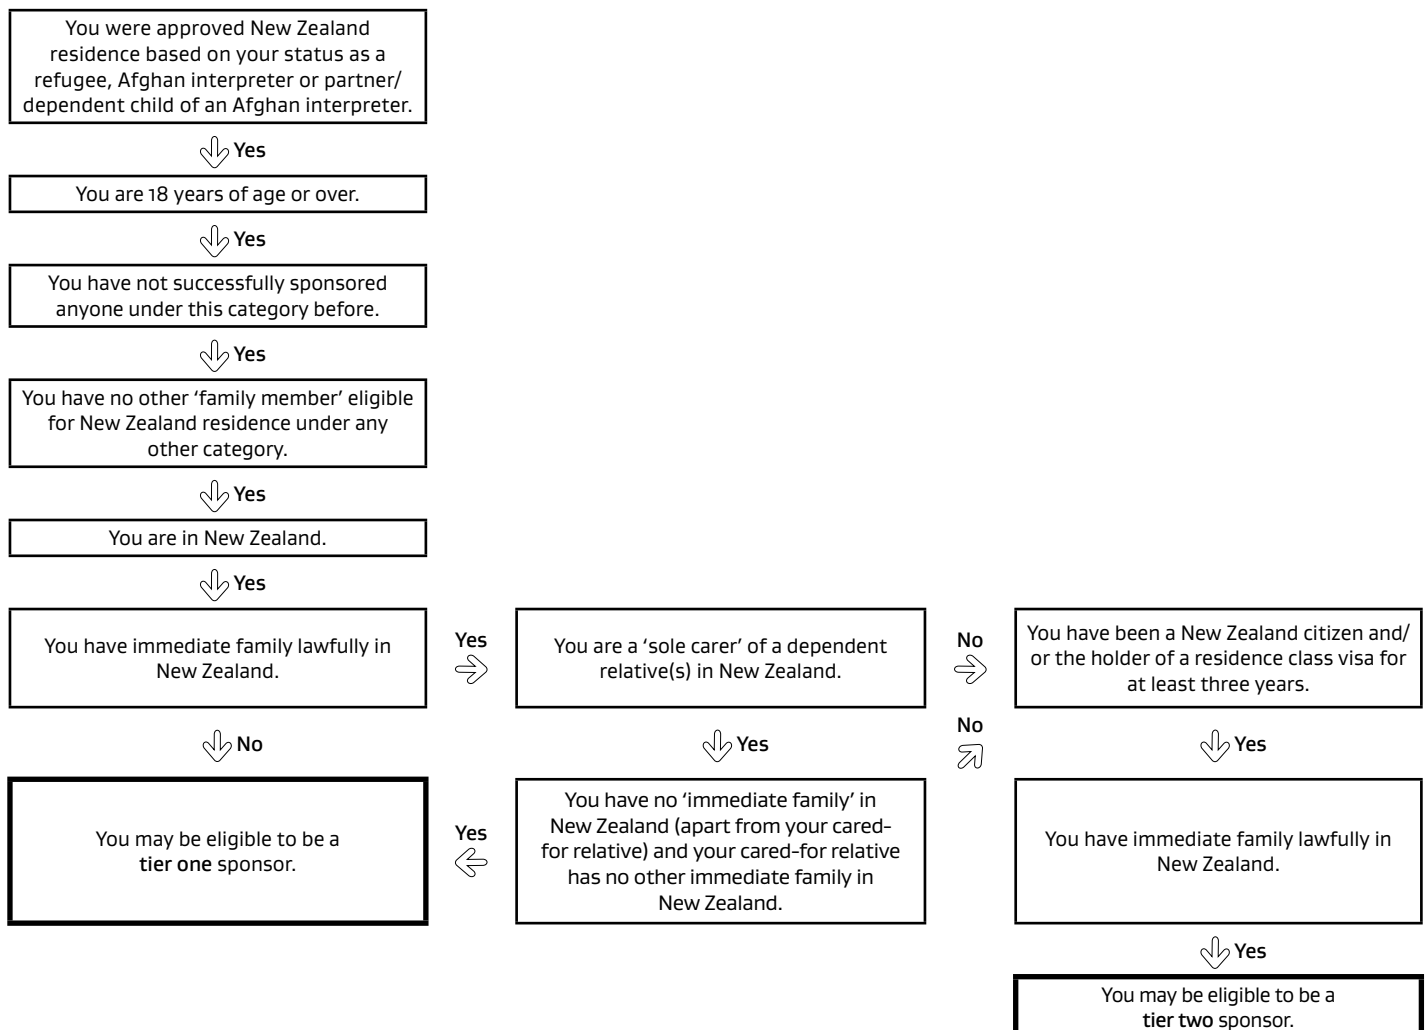 You were approved New Zealand
residence based on your status as a
refugee, Afghan interpreter or partner/
dependent child of an Afghan interpreter.
Yes
You are 18 years of age or over.
Yes
You have not successfully sponsored
anyone under this category before.
Yes
You have no other ‘family member’ eligible
for New Zealand residence under any
other category.
Yes
You are in New Zealand.
Yes
You have immediate family lawfully in
New Zealand.
Yes
You are a ‘sole carer’ of a dependent
relative(s) in New Zealand.
No
You have been a New Zealand citizen and/
or the holder of a residence class visa for
at least three years.
No
Yes
No
Yes
You may be eligible to be a
tier one sponsor.
Yes
You have no ‘immediate family’ in
New Zealand (apart from your cared-
for relative) and your cared-for relative
has no other immediate family in
New Zealand.
You have immediate family lawfully in
New Zealand.
Yes
You may be eligible to be a
tier two sponsor.